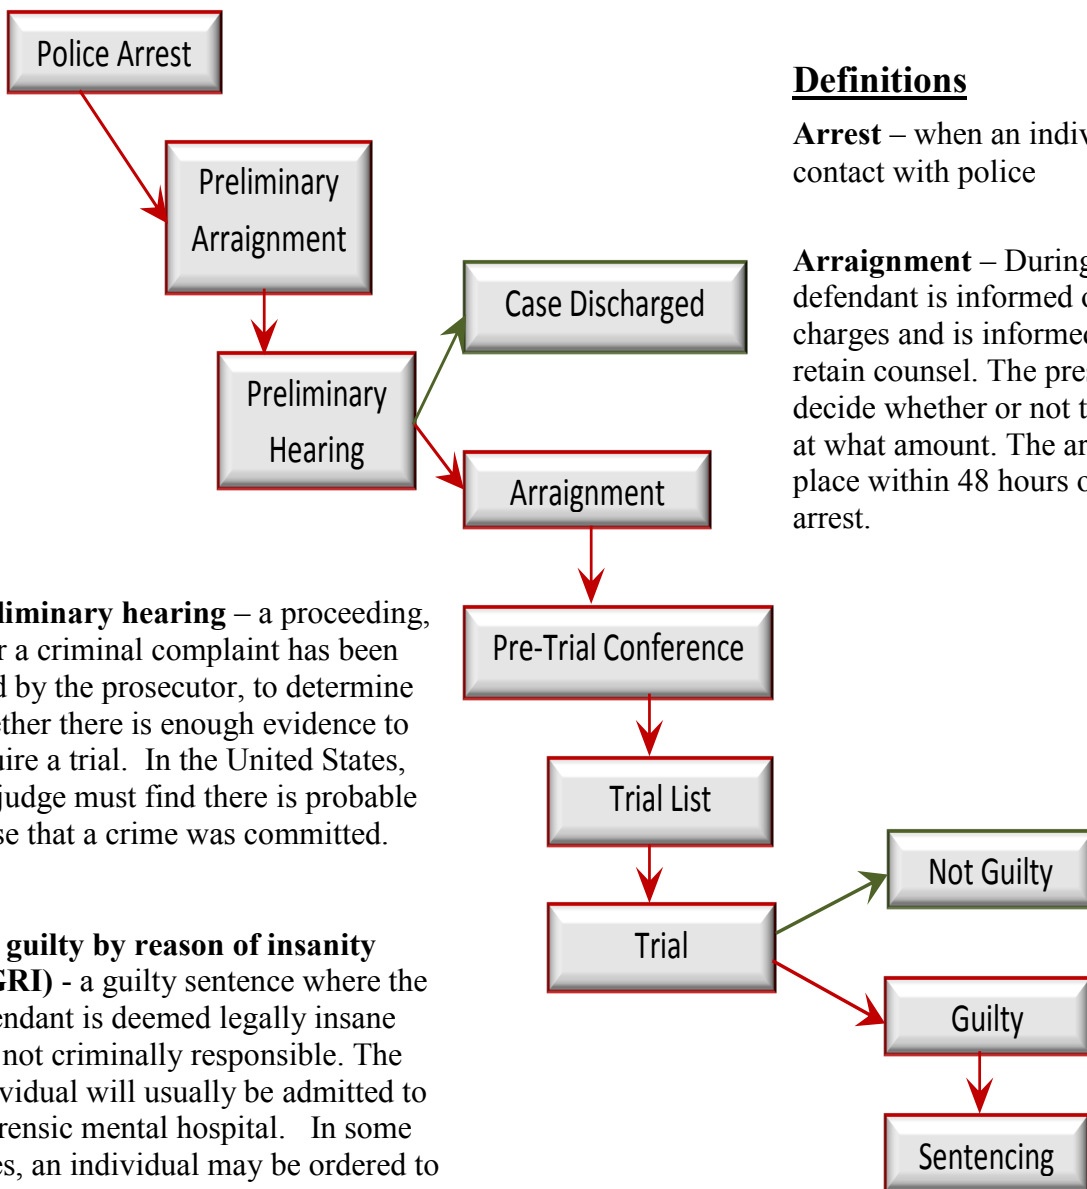 Police Arrest
Preliminary
Arraignment
Preliminary
Hearing
Case Discharged
Arraignment
Pre-Trial Conference
Trial List
Trial
Not Guilty
Guilty
Sentencing
Definitions
Arrest – when an indiv
contact with police
Arraignment – During
defendant is informed o
charges and is informed
retain counsel. The pres
decide whether or not t
at what amount. The ar
place within 48 hours o
arrest.
liminary hearing – a proceeding,
r a criminal complaint has been
d by the prosecutor, to determine
ether there is enough evidence to
uire a trial.  In the United States,
judge must find there is probable
se that a crime was committed.
guilty by reason of insanity
GRI) - a guilty sentence where the
endant is deemed legally insane
not criminally responsible. The
ividual will usually be admitted to
rensic mental hospital.   In some
es, an individual may be ordered to